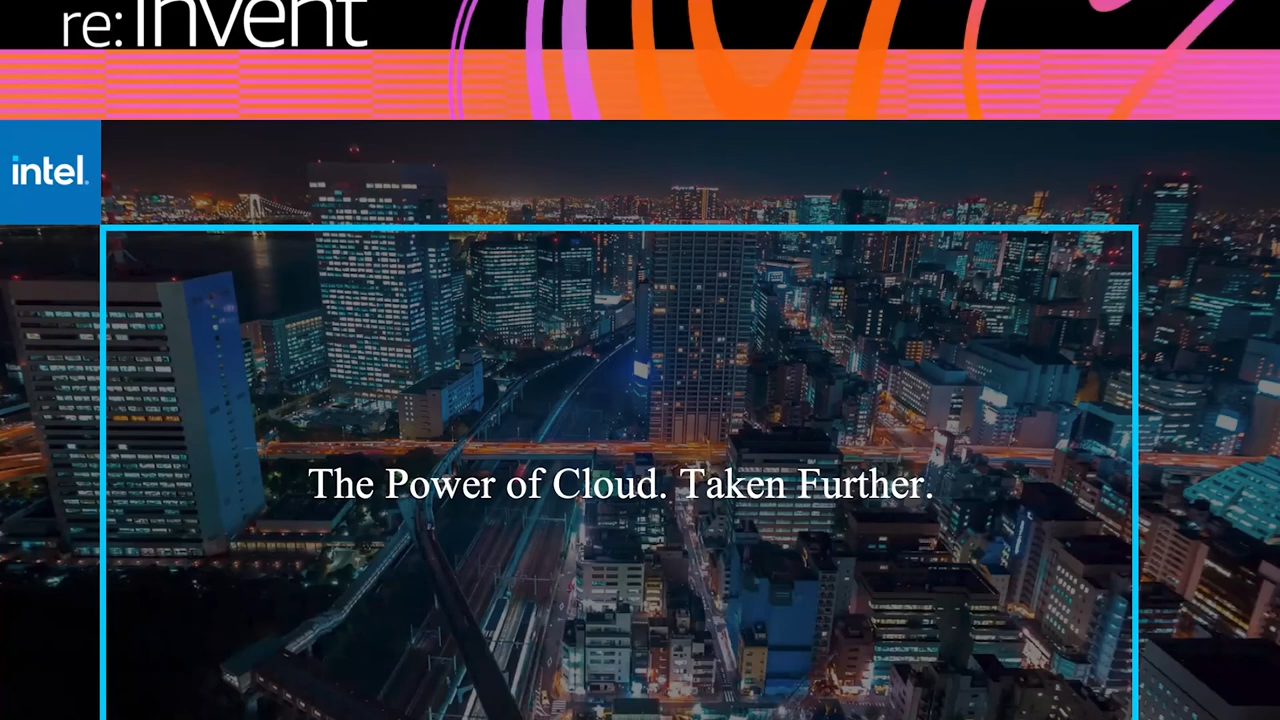 re:Invent
intel.
The Power of Cloud. Taken Further.